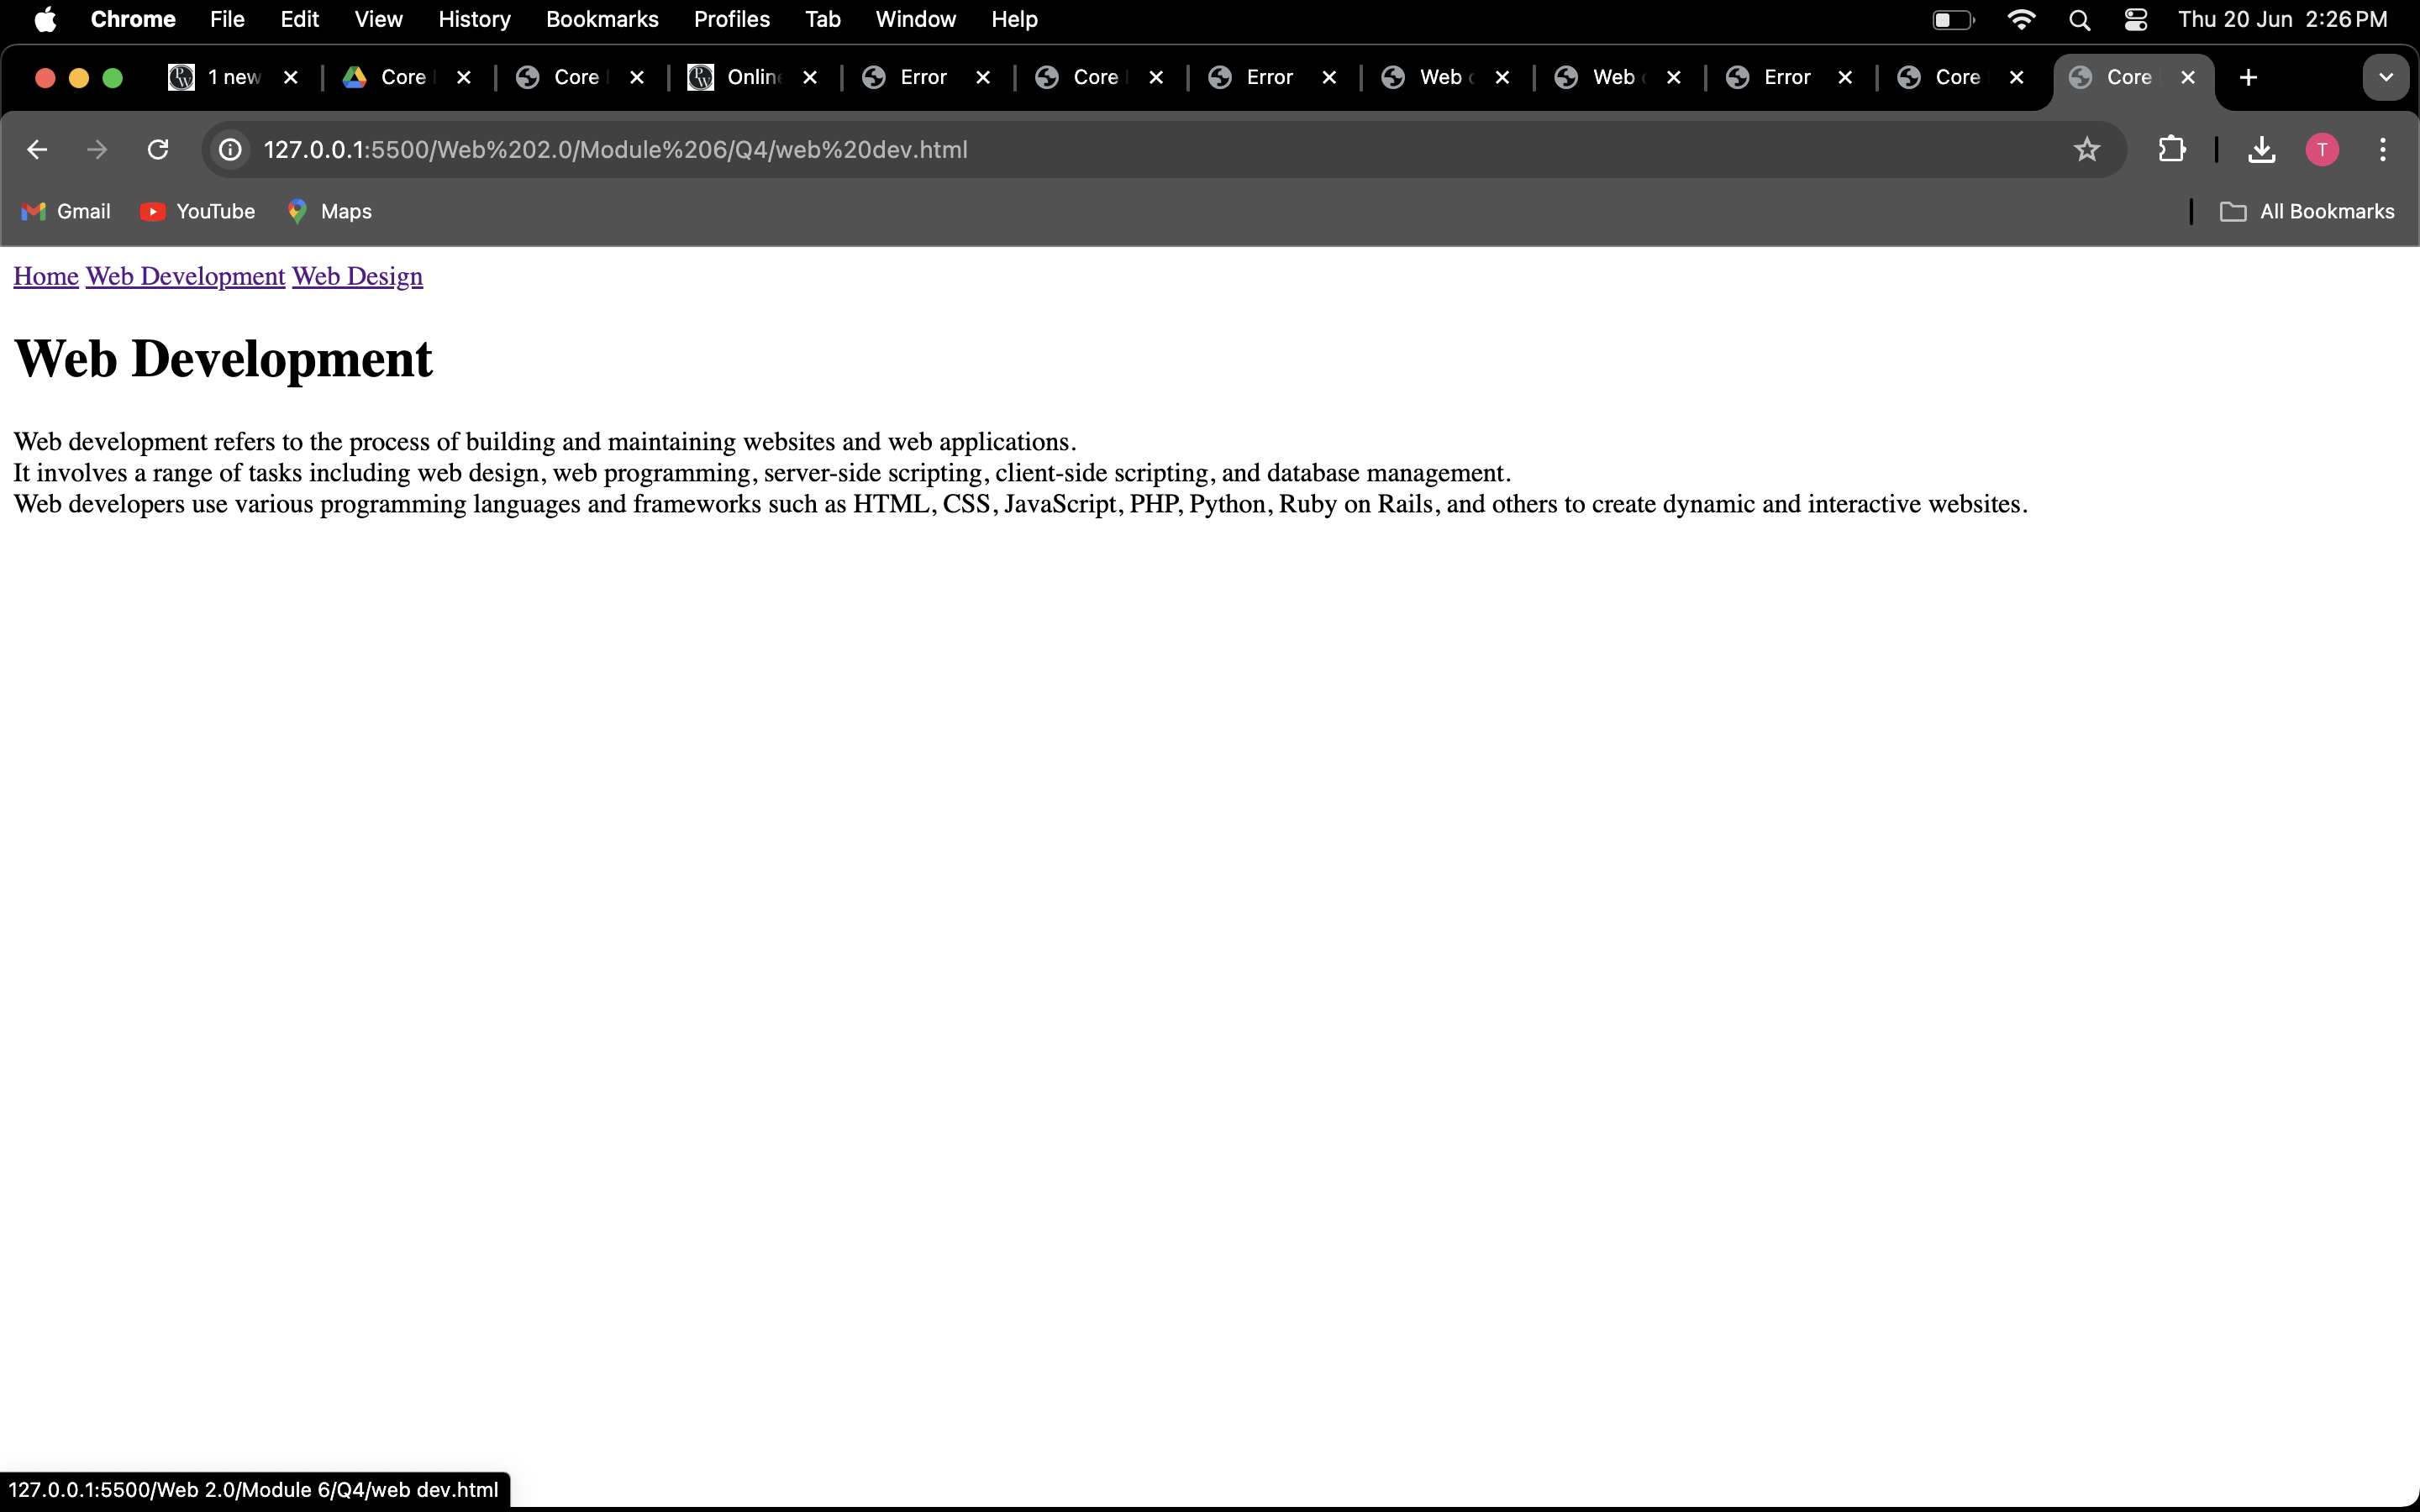 Chrome File Edit View History Bookmarks Profiles Tab Window Help Thu 20 Jun 2:26 PM
1 new Core Core Online Error Core Error Web Web Error Core Core
127.0.0.1:5500/Web%202.0/Module%206/Q4/web%20dev.html T
Gmail YouTube Maps All Bookmarks
Home Web Development Web Design
Web Development
Web development refers to the process of building and maintaining websites and web applications.
It involves a range of tasks including web design, web programming, server-side scripting, client-side scripting, and database management.
Web developers use various programming languages and frameworks such as HTML, CSS, JavaScript, PHP, Python, Ruby on Rails, and others to create dynamic and interactive websites.
127.0.0.1:5500/Web 2.0/Module 6/Q4/web dev.html